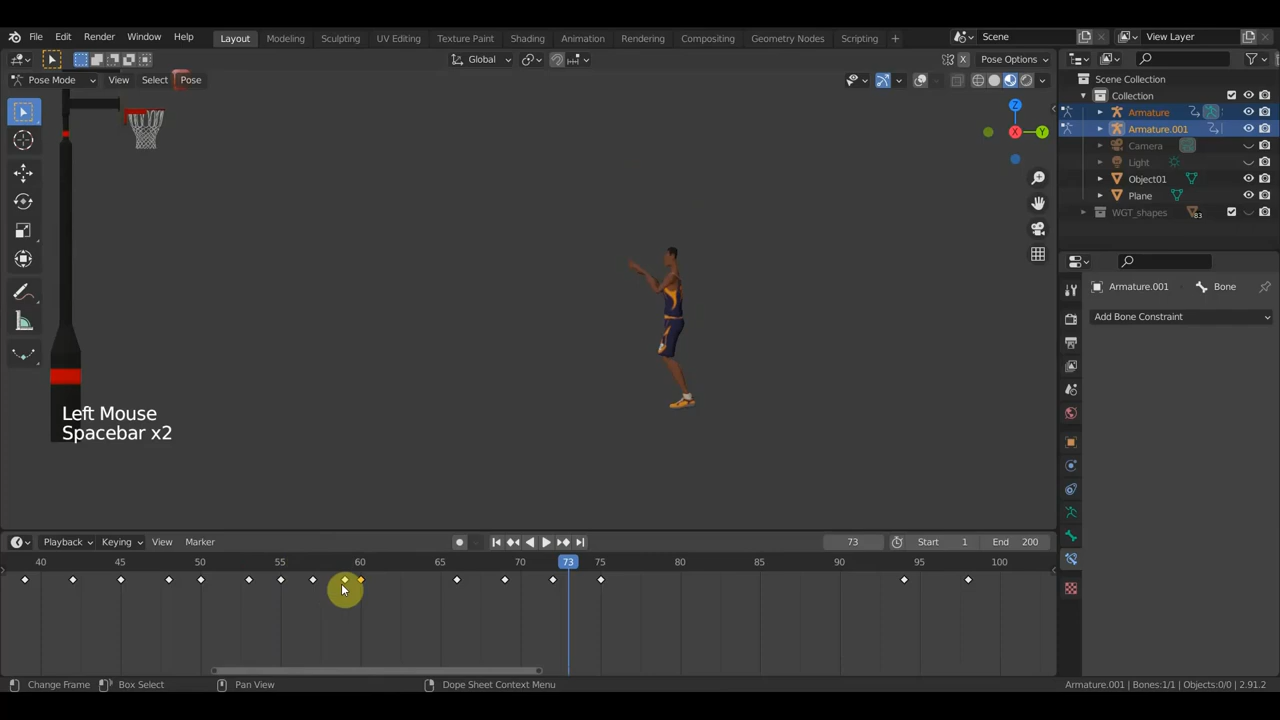 File Edit Render Window Help Layout Modeling Sculpting UV Editing Texture Paint Shading Animation Rendering Compositing Geometry Nodes Scripting + Scene View Layer
Global Pose Options
Pose Mode View Select Pose
Scene Collection
Collection
Armature
Armature.001
Camera
Light
Object01
Plane
WGT_shapes 83
Z
X
Y
Armature.001 Bone
Add Bone Constraint
Left Mouse
Spacebar x2
Playback Keying View Marker 73 Start 1 End 200
40 45 50 55 60 65 70 73 75 80 85 90 95 100
Change Frame Box Select Pan View Dope Sheet Context Menu Armature.001 | Bones:1/1 | Objects:0/0 | 2.91.2